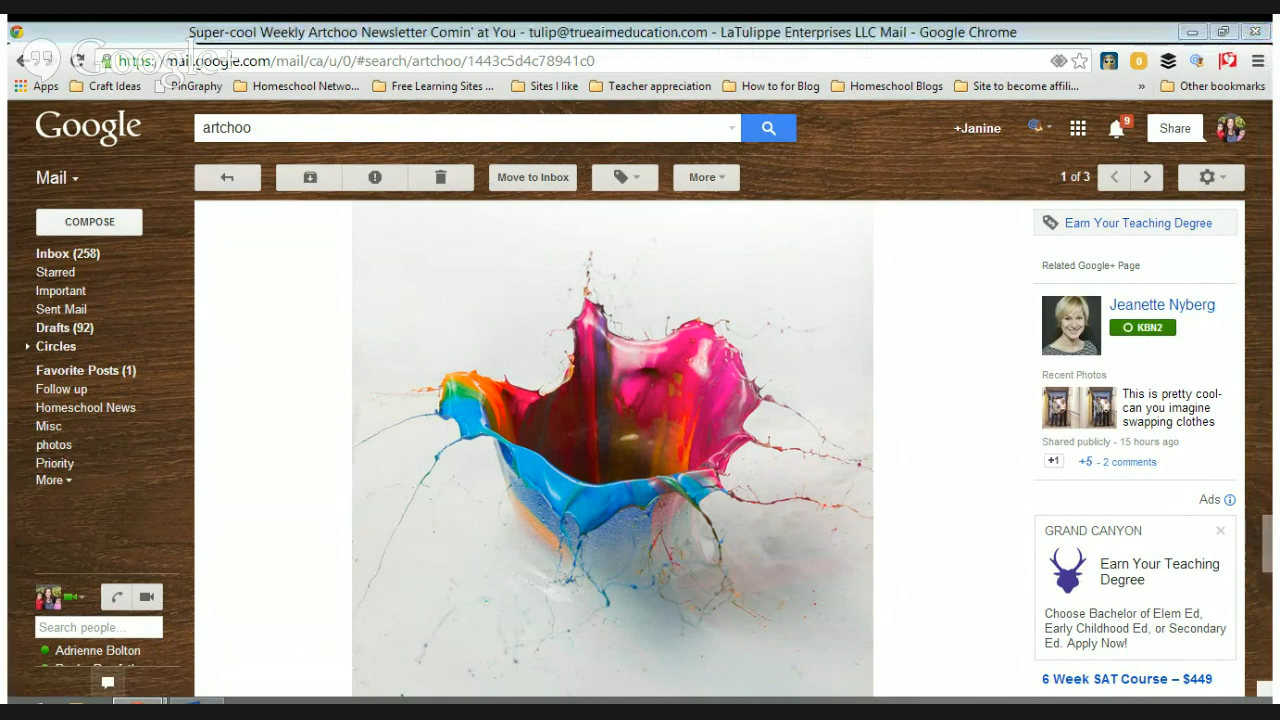 Super-cool Weekly Artchoo Newsletter Comin' at You - tulip@trueaimeducation.com - LaTulippe Enterprises LLC Mail - Google Chrome
Google+
https://mail.google.com/mail/ca/u/0/#search/artchoo/1443c5d4c78941c0
Apps Craft Ideas PinGraphy Homeschool Netwo... Free Learning Sites ... Sites I like Teacher appreciation How to for Blog Homeschool Blogs Site to become affili... » Other bookmarks
Google artchoo +Janine 9 Share
Mail Move to Inbox More 1 of 3
COMPOSE
Inbox (258)
Starred
Important
Sent Mail
Drafts (92)
Circles
Favorite Posts (1)
Follow up
Homeschool News
Misc
photos
Priority
More
Search people...
Adrienne Bolton
Earn Your Teaching Degree
Related Google+ Page
Jeanette Nyberg
KBN2
Recent Photos
This is pretty cool-
can you imagine
swapping clothes
Shared publicly - 15 hours ago
+1 +5 - 2 comments
Ads
GRAND CANYON
Earn Your Teaching
Degree
Choose Bachelor of Elem Ed,
Early Childhood Ed, or Secondary
Ed. Apply Now!
6 Week SAT Course – $449